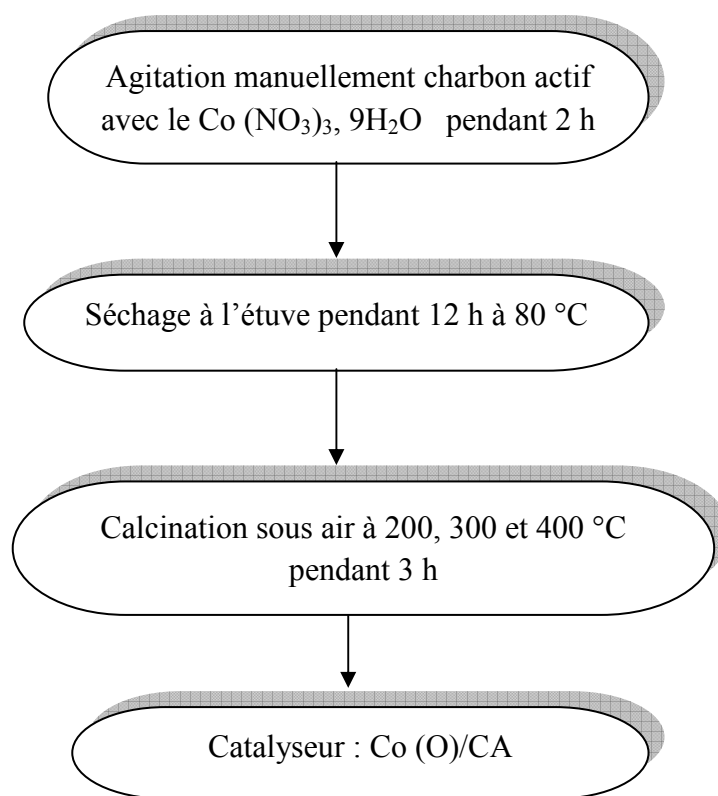 Agitation manuellement charbon actif
avec le Co (NO₃)₃, 9H₂O pendant 2 h
Séchage à l’étuve pendant 12 h à 80 °C
Calcination sous air à 200, 300 et 400 °C
pendant 3 h
Catalyseur : Co (O)/CA